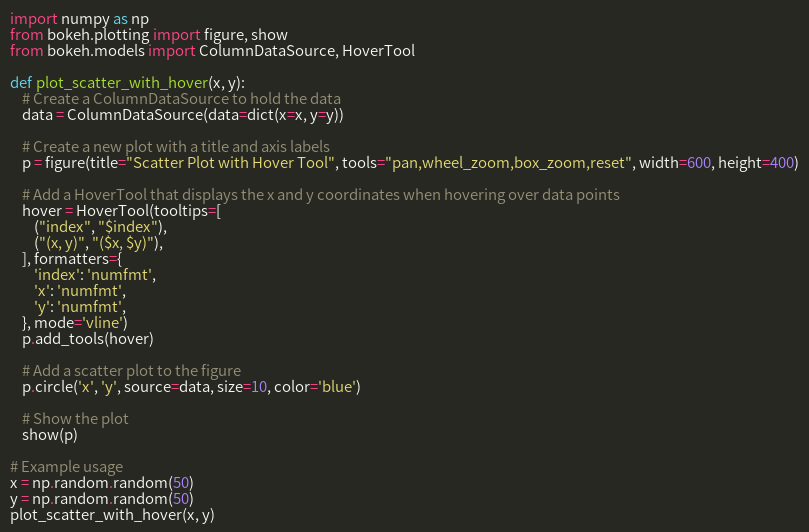 import numpy as np
from bokeh.plotting import figure, show
from bokeh.models import ColumnDataSource, HoverTool

def plot_scatter_with_hover(x, y):
    # Create a ColumnDataSource to hold the data
    data = ColumnDataSource(data=dict(x=x, y=y))

    # Create a new plot with a title and axis labels
    p = figure(title="Scatter Plot with Hover Tool", tools="pan,wheel_zoom,box_zoom,reset", width=600, height=400)

    # Add a HoverTool that displays the x and y coordinates when hovering over data points
    hover = HoverTool(tooltips=[
        ("index", "$index"),
        ("(x, y)", "($x, $y)"),
    ], formatters={
        'index': 'numfmt',
        'x': 'numfmt',
        'y': 'numfmt',
    }, mode='vline')
    p.add_tools(hover)

    # Add a scatter plot to the figure
    p.circle('x', 'y', source=data, size=10, color='blue')

    # Show the plot
    show(p)

# Example usage
x = np.random.random(50)
y = np.random.random(50)
plot_scatter_with_hover(x, y)